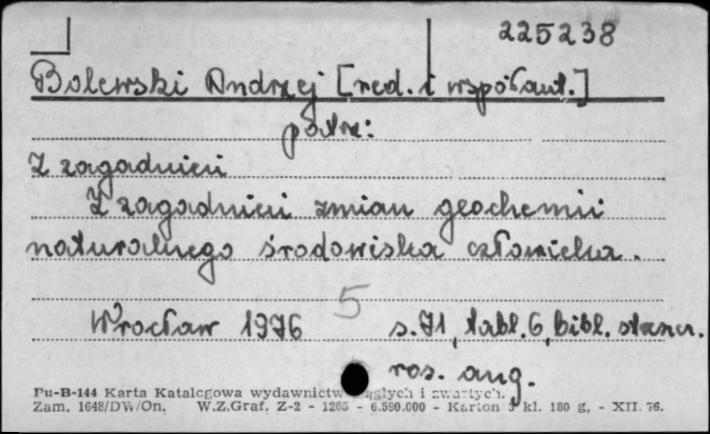 225238
Bolewski Andrzej [red. i współaut.]
patrz:
Z zagadnień
Z zagadnień zmian geochemii
naturalnego środowiska człowieka.
5
Wrocław 1976 s. 71, tabl. 6, bibl. streszcz.
ros. ang.
Pu-B-144 Karta Katalogowa wydawnictw ciągłych i zwartych.
Zam. 1648/DW/On. W.Z.Graf. Z-2 - 1265 - 6.590.000 - Karton 3 kl. 180 g, - XII. 76.